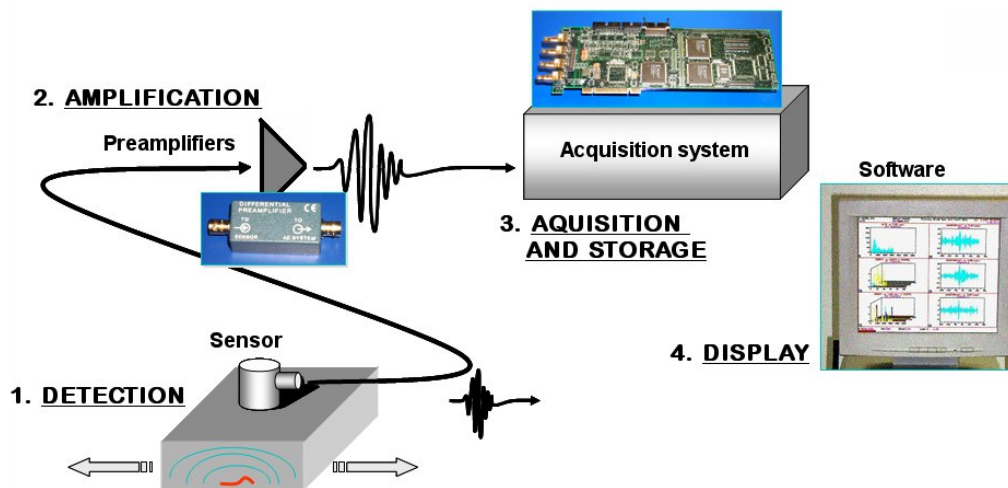 2. AMPLIFICATION
Preamplifiers
DIFFERENTIAL
PREAMPLIFIER
CE
TO
TO
SENSOR
AE SYSTEM
Acquisition system
3. AQUISITION
AND STORAGE
Software
4. DISPLAY
Sensor
1. DETECTION